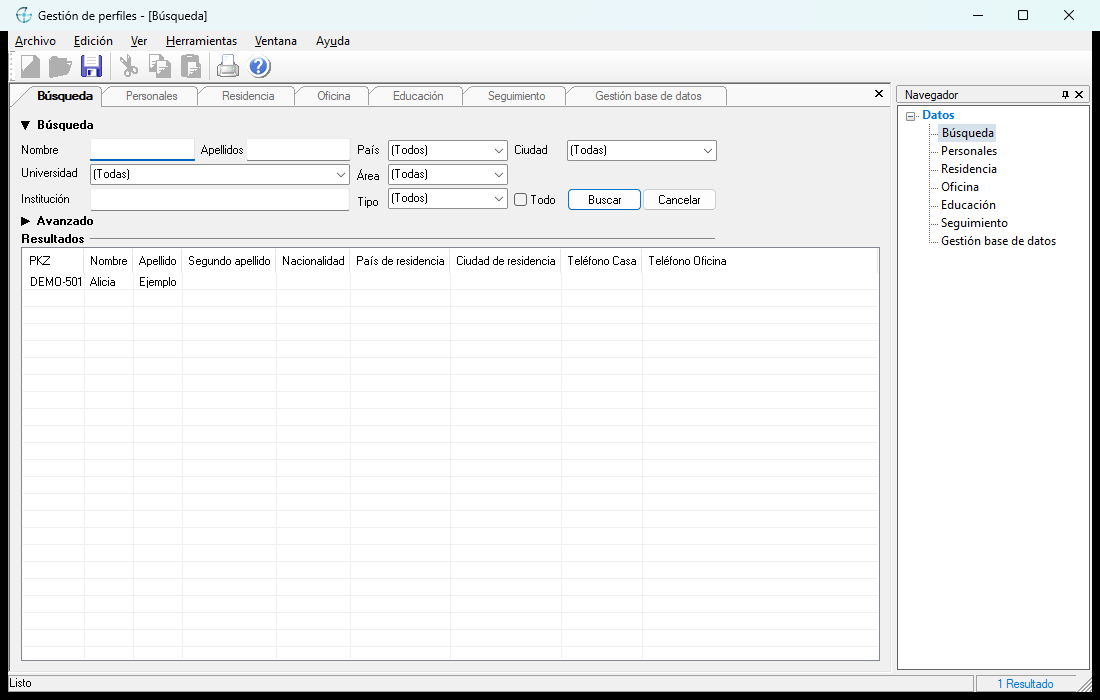 Gestión de perfiles - [Búsqueda]
Archivo Edición Ver Herramientas Ventana Ayuda
Búsqueda Personales Residencia Oficina Educación Seguimiento Gestión base de datos
Búsqueda
Nombre Apellidos País (Todos) Ciudad (Todas)
Universidad (Todas) Área (Todas)
Institución Tipo (Todos) Todo Buscar Cancelar
Avanzado
Resultados
PKZ Nombre Apellido Segundo apellido Nacionalidad País de residencia Ciudad de residencia Teléfono Casa Teléfono Oficina
DEMO-501 Alicia Ejemplo
Navegador
Datos
Búsqueda
Personales
Residencia
Oficina
Educación
Seguimiento
Gestión base de datos
Listo 1 Resultado